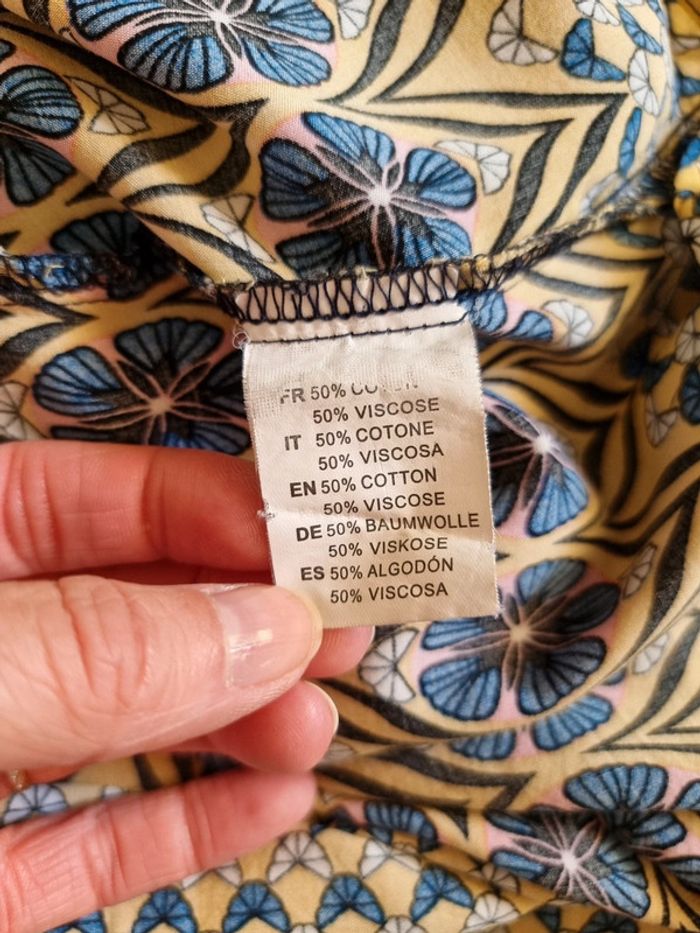 FR 50% COTON
50% VISCOSE
IT 50% COTONE
50% VISCOSA
EN 50% COTTON
50% VISCOSE
DE 50% BAUMWOLLE
50% VISKOSE
ES 50% ALGODÓN
50% VISCOSA